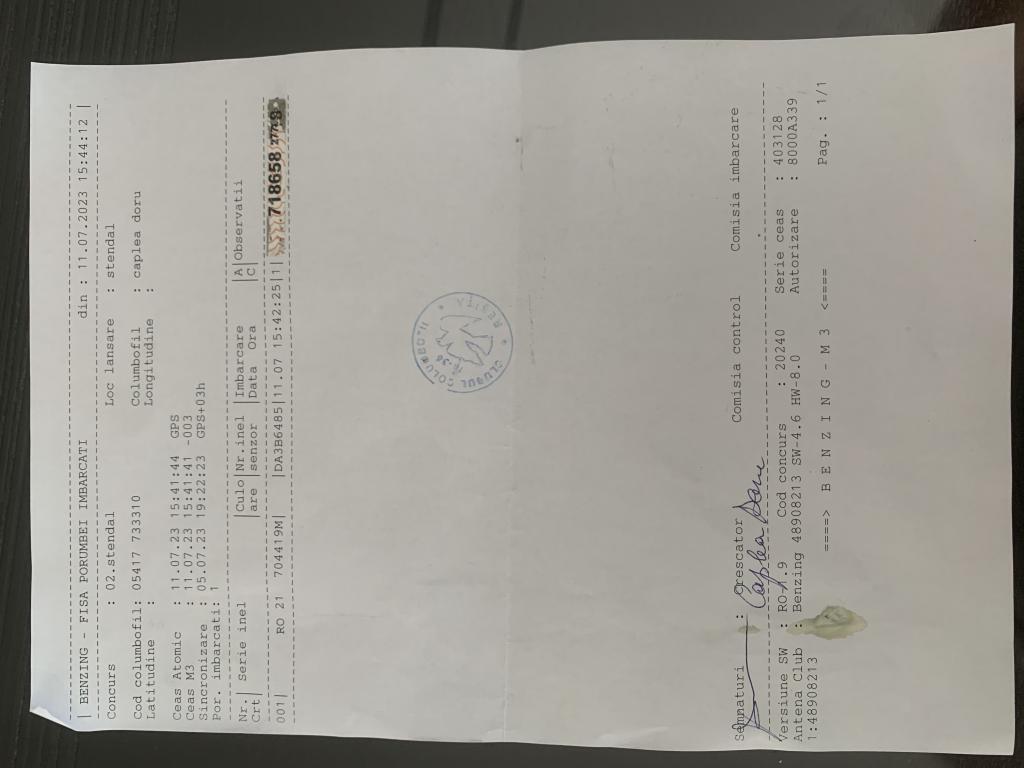 | BENZING - FISA PORUMBEI IMBARCATI din : 11.07.2023 15:44:12 |
Concurs : 02.stendal Loc lansare : stendal
Cod columbofil: 05417 733310 Columbofil : caplea doru
Latitudine : Longitudine :
Ceas Atomic : 11.07.23 15:41:44 GPS
Ceas M3 : 11.07.23 15:41:41 -003
Sincronizare : 05.07.23 19:22:23 GPS+03h
Por. imbarcati: 1
Nr.| Serie inel |Culo|Nr.inel |Imbarcare |A|Observatii
Crt| |are |senzor |Data Ora |C|
001| RO 21 704419M| |DA3B6485|11.07 15:42:25|1| 718658
CLUBUL COLUMBOFIL
REȘIȚA
Semnaturi : Crescator Comisia control Comisia imbarcare
Caplea Doru
Versiune SW : RO-1.9 Cod concurs : 20240 Serie ceas : 403128
Antena Club : Benzing 48908213 SW-4.6 HW-8.0 Autorizare : 8000A339
1:48908213
====> B E N Z I N G - M 3 <==== Pag. : 1/1